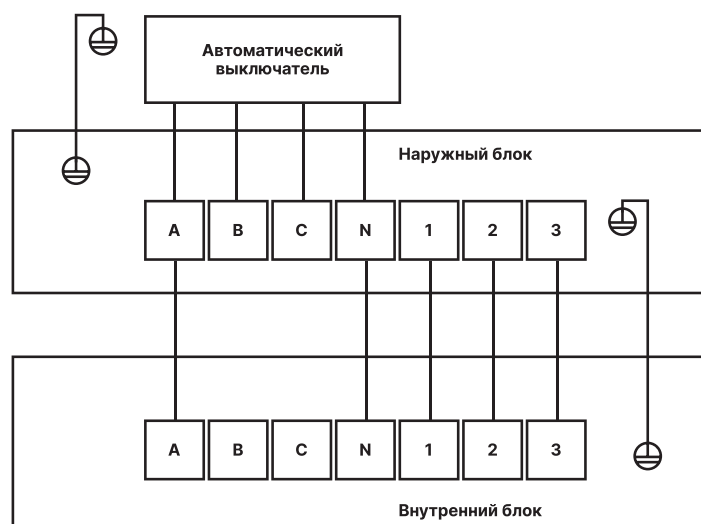 Автоматический
выключатель
Наружный блок
A B C N 1 2 3
A B C N 1 2 3
Внутренний блок